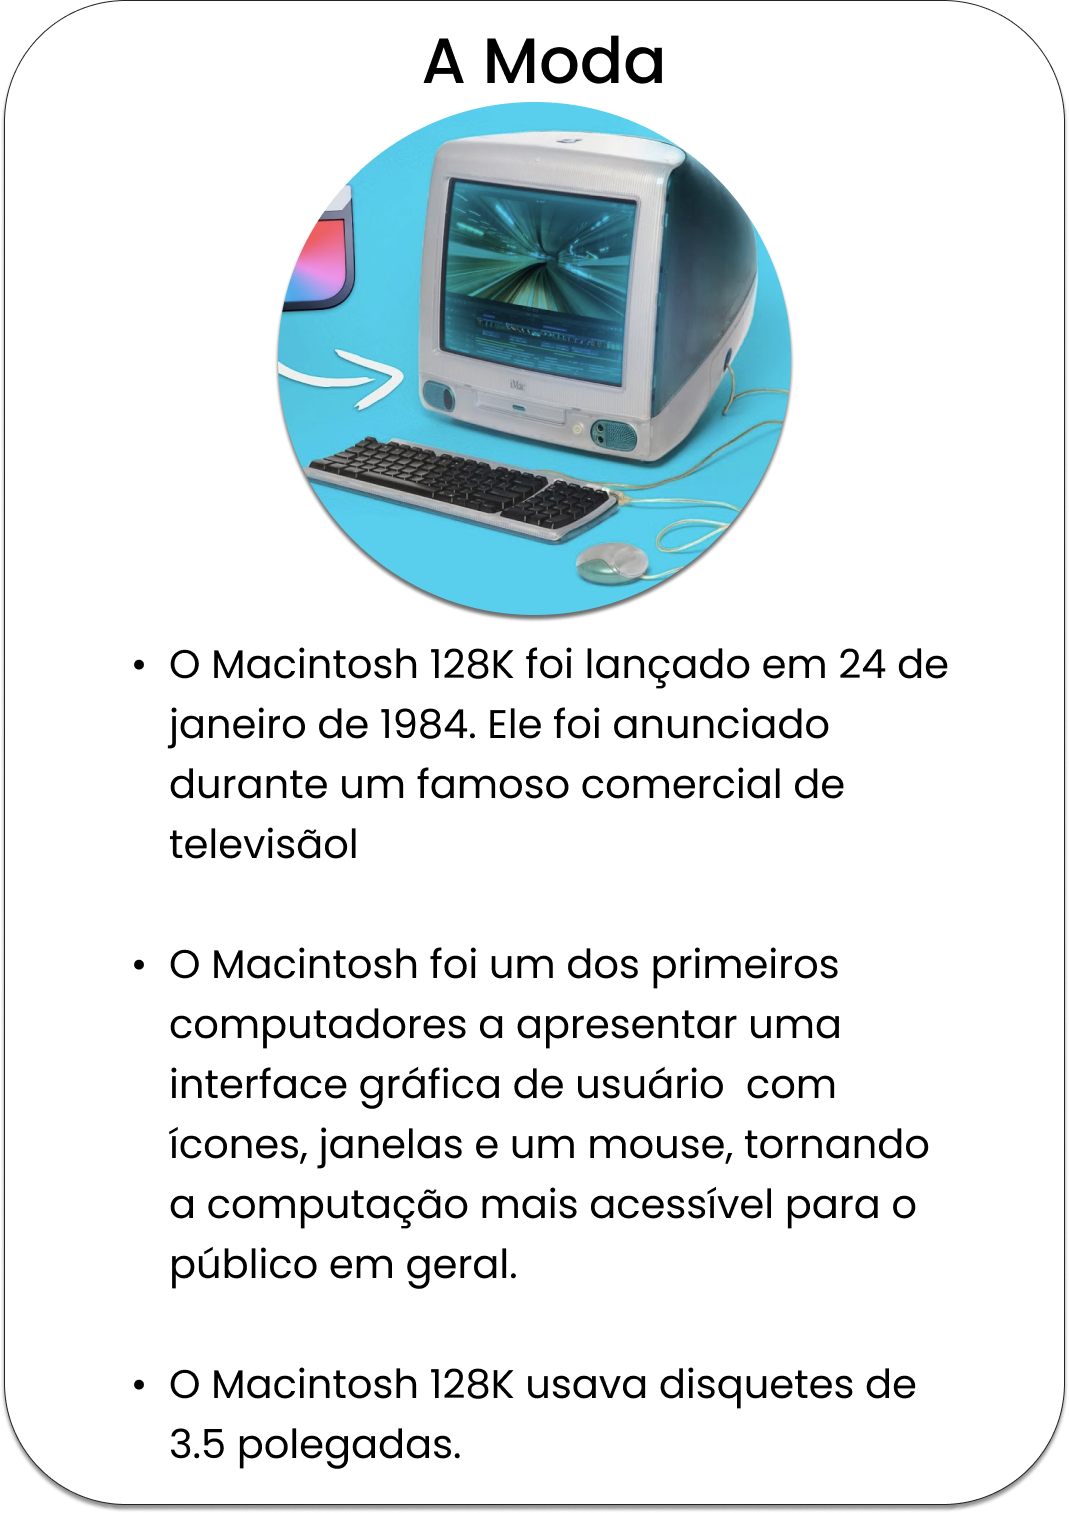 A Moda
iMac
• O Macintosh 128K foi lançado em 24 de
janeiro de 1984. Ele foi anunciado
durante um famoso comercial de
televisãol
• O Macintosh foi um dos primeiros
computadores a apresentar uma
interface gráfica de usuário  com
ícones, janelas e um mouse, tornando
a computação mais acessível para o
público em geral.
• O Macintosh 128K usava disquetes de
3.5 polegadas.